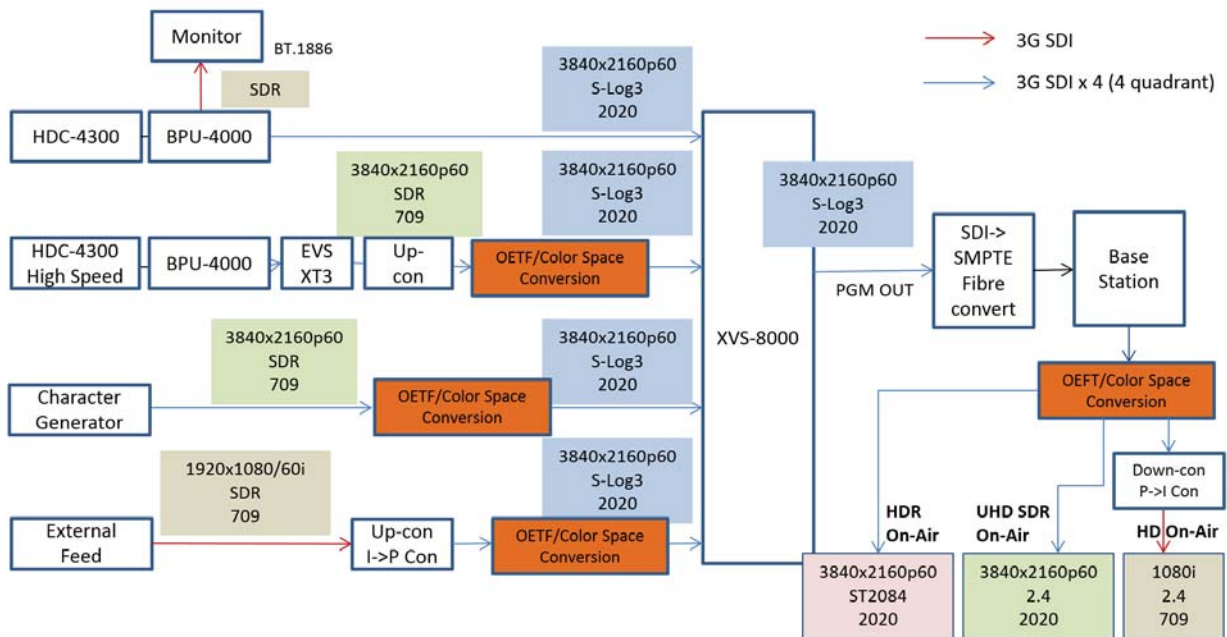 Monitor
BT.1886
SDR
HDC-4300
BPU-4000
3840x2160p60
S-Log3
2020
3G SDI
3G SDI x 4 (4 quadrant)
HDC-4300
High Speed
BPU-4000
EVS
XT3
3840x2160p60
SDR
709
Up-
con
OETF/Color Space
Conversion
3840x2160p60
S-Log3
2020
Character
Generator
3840x2160p60
SDR
709
OETF/Color Space
Conversion
3840x2160p60
S-Log3
2020
External
Feed
1920x1080/60i
SDR
709
Up-con
I->P Con
OETF/Color Space
Conversion
3840x2160p60
S-Log3
2020
XVS-8000
3840x2160p60
S-Log3
2020
PGM OUT
SDI->
SMPTE
Fibre
convert
Base
Station
OEFT/Color Space
Conversion
Down-con
P->I Con
HDR
On-Air
UHD SDR
On-Air
HD On-Air
3840x2160p60
ST2084
2020
3840x2160p60
2.4
2020
1080i
2.4
709